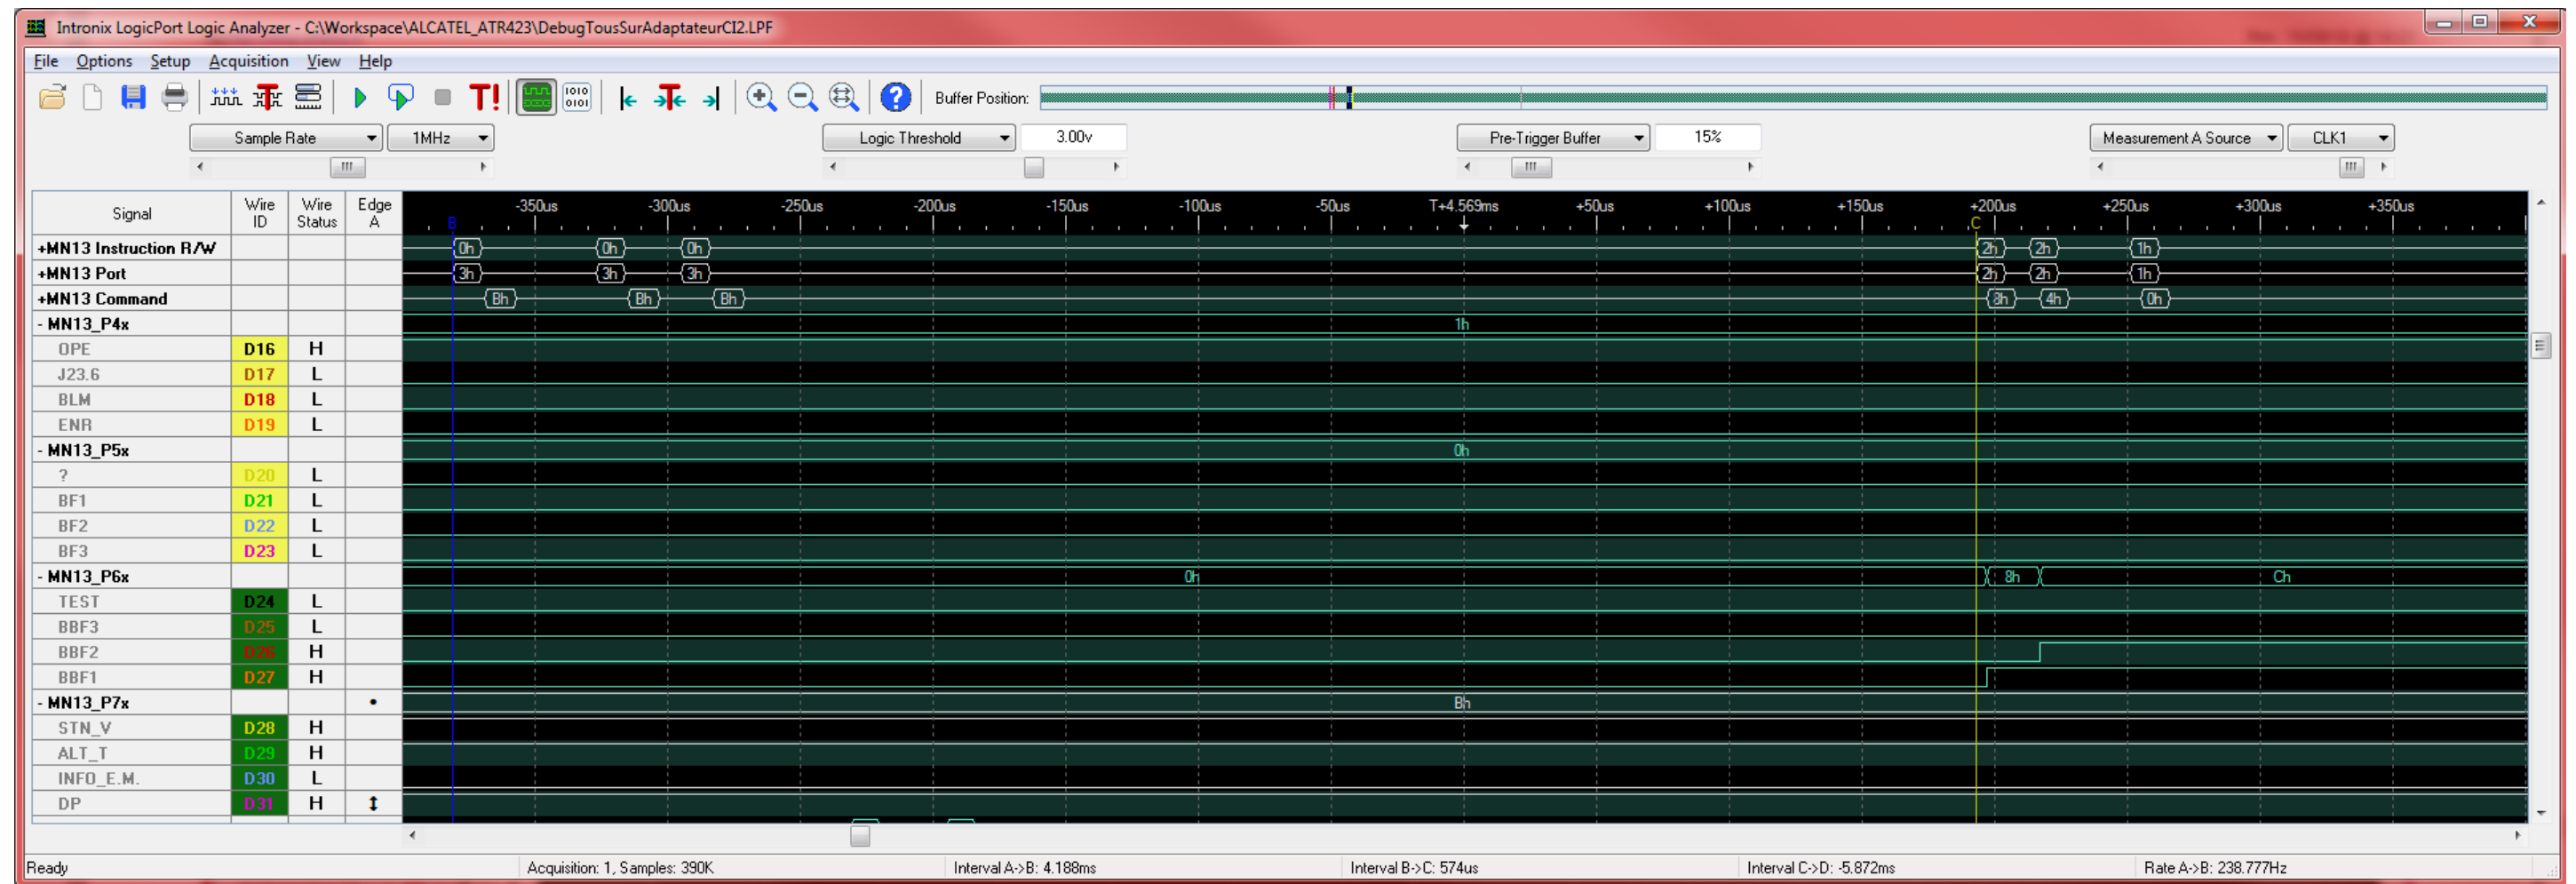 Intronix LogicPort Logic Analyzer - C:\Workspace\ALCATEL_ATR423\DebugTousSurAdaptateurCI2.LPF
File Options Setup Acquisition View Help
T! 1010 0101 ? Buffer Position:
Sample Rate 1MHz Logic Threshold 3.00v Pre-Trigger Buffer 15% Measurement A Source CLK1
Signal Wire ID Wire Status Edge A -350us -300us -250us -200us -150us -100us -50us T+4.569ms +50us +100us +150us +200us +250us +300us +350us
B C
+MN13 Instruction R/W 0h 0h 0h 2h 2h 1h
+MN13 Port 3h 3h 3h 2h 2h 1h
+MN13 Command Bh Bh Bh 8h 4h 0h
- MN13_P4x 1h
OPE D16 H
J23.6 D17 L
BLM D18 L
ENR D19 L
- MN13_P5x 0h
? D20 L
BF1 D21 L
BF2 D22 L
BF3 D23 L
- MN13_P6x 0h 8h Ch
TEST D24 L
BBF3 D25 L
BBF2 D26 H
BBF1 D27 H
- MN13_P7x Bh
STN_V D28 H
ALT_T D29 H
INFO_E.M. D30 L
DP D31 H
Ready Acquisition: 1, Samples: 390K Interval A->B: 4.188ms Interval B->C: 574us Interval C->D: -5.872ms Rate A->B: 238.777Hz